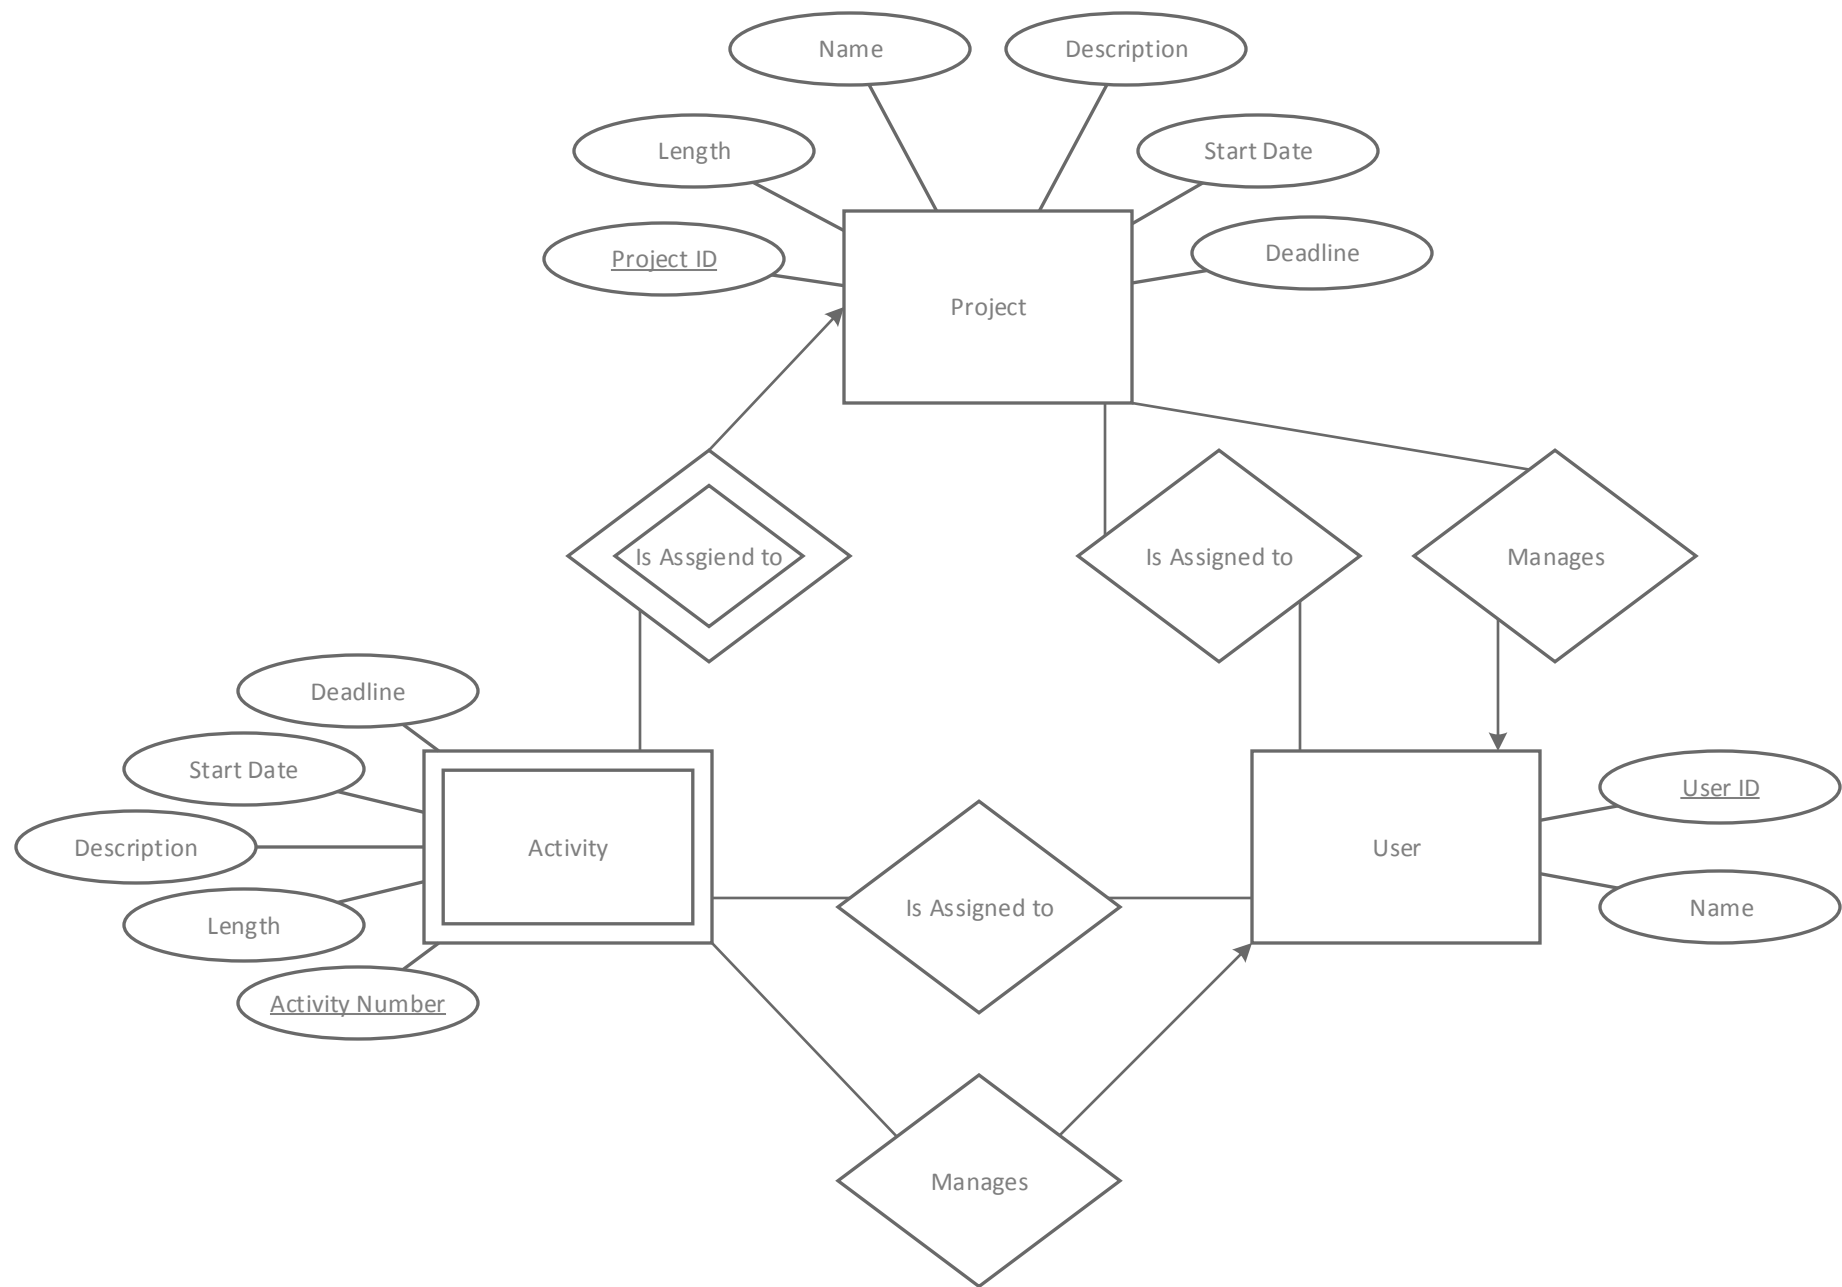 Name
Description
Length
Start Date
Project ID
Deadline
Project
Is Assgiend to
Is Assigned to
Manages
Deadline
Start Date
User ID
Description
Activity
User
Length
Is Assigned to
Name
Activity Number
Manages